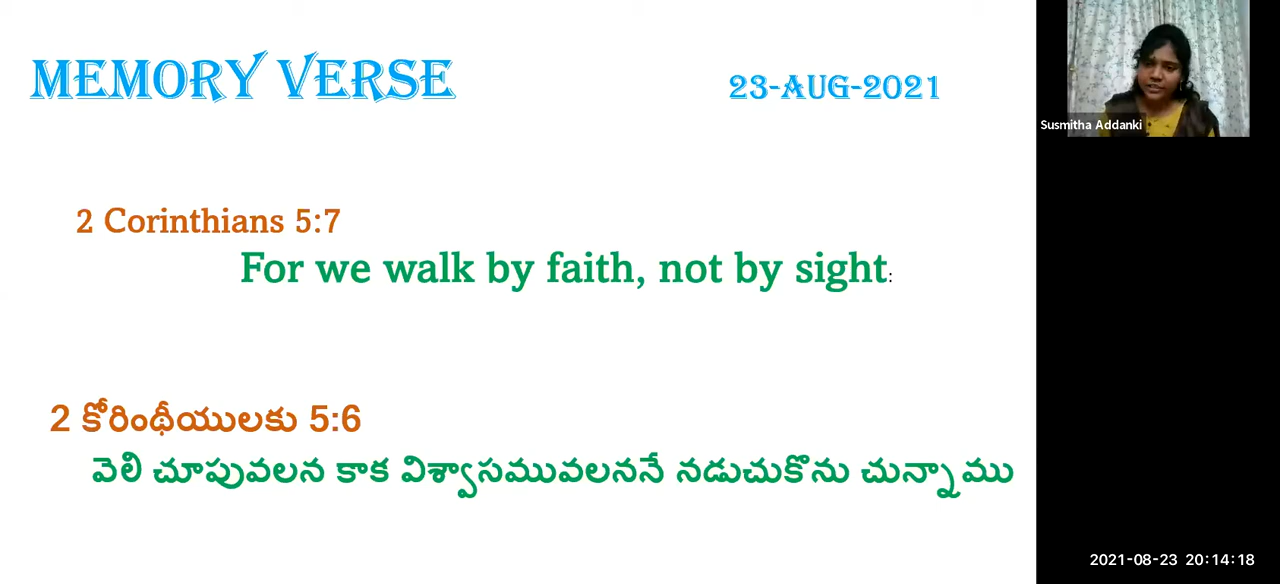 MEMORY VERSE
23-AUG-2021
Susmitha Addanki
2 Corinthians 5:7
For we walk by faith, not by sight:
2 కోరింథీయులకు 5:6
వెలి చూపువలన కాక విశ్వాసమువలననే నడుచుకొను చున్నాము
2021-08-23 20:14:18